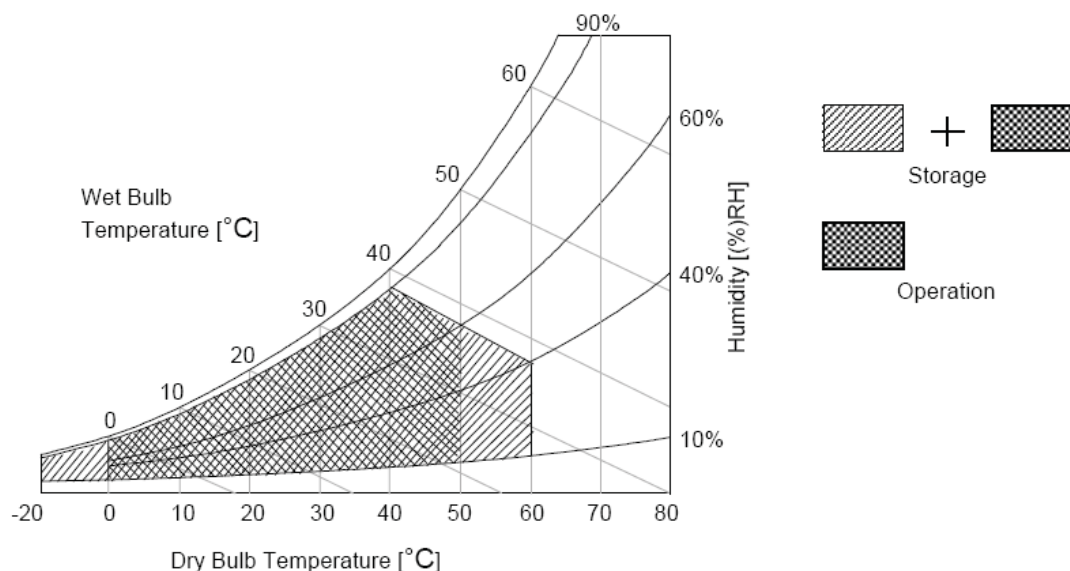 90%
60
60%
50
Storage
Wet Bulb
Temperature [°C]
Humidity [(%)RH]
40
40%
Operation
30
20
10
0
10%
-20 0 10 20 30 40 50 60 70 80
Dry Bulb Temperature [°C]